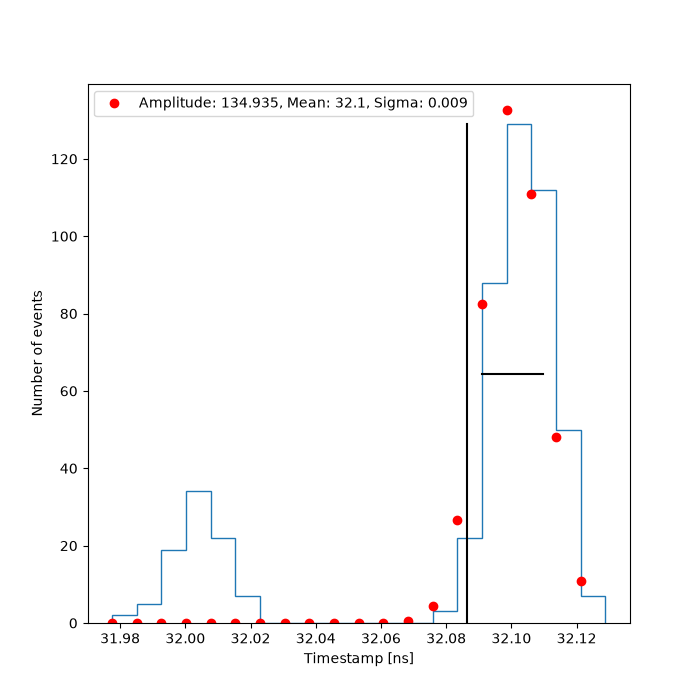 Amplitude: 134.935, Mean: 32.1, Sigma: 0.009
120
100
80
60
40
20
0
Number of events
31.98 32.00 32.02 32.04 32.06 32.08 32.10 32.12
Timestamp [ns]